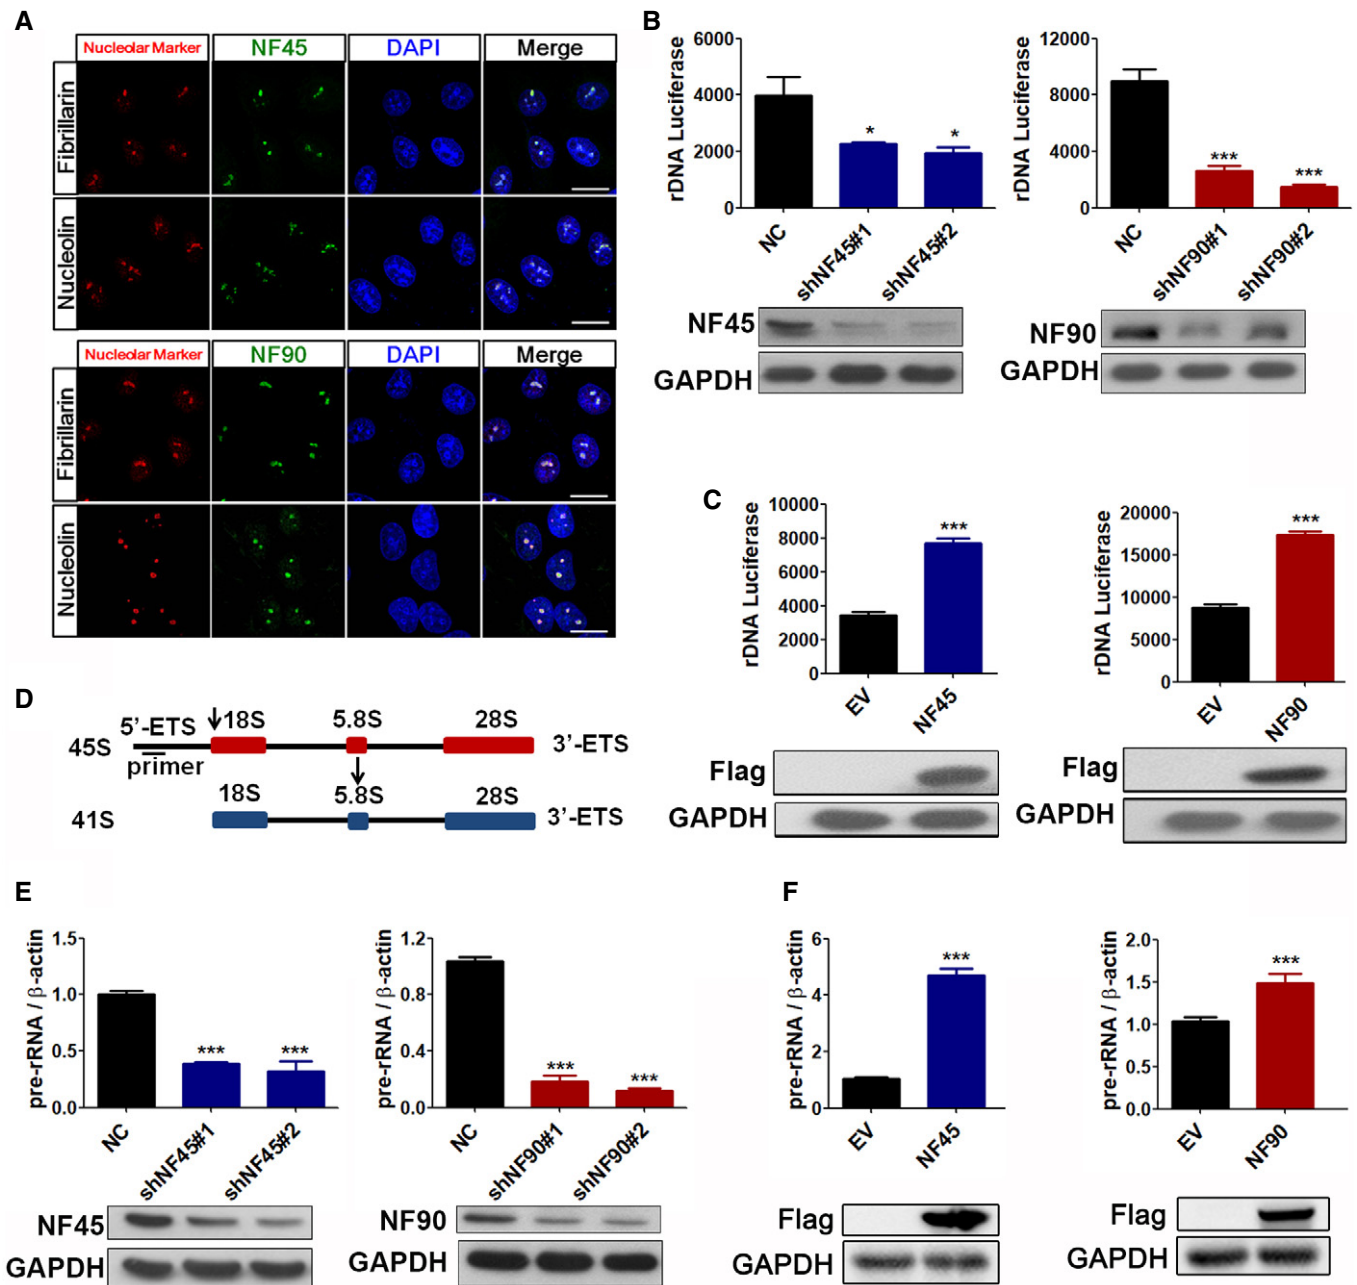 A
Nucleolar Marker NF45 DAPI Merge
Fibrillarin
Nucleolin
Nucleolar Marker NF90 DAPI Merge
Fibrillarin
Nucleolin
B
rDNA Luciferase
6000
4000
2000
0
* *
NC shNF45#1 shNF45#2
NF45
GAPDH
rDNA Luciferase
12000
8000
4000
0
*** ***
NC shNF90#1 shNF90#2
NF90
GAPDH
C
rDNA Luciferase
10000
8000
6000
4000
2000
0
***
EV NF45
Flag
GAPDH
rDNA Luciferase
20000
15000
10000
5000
0
***
EV NF90
Flag
GAPDH
D
5'-ETS 18S 5.8S 28S
45S 3'-ETS
primer
18S 5.8S 28S
41S 3'-ETS
E
pre-rRNA / β-actin
1.5
1.0
0.5
0.0
*** ***
NC shNF45#1 shNF45#2
NF45
GAPDH
pre-rRNA / β-actin
1.2
0.8
0.4
0.0
*** ***
NC shNF90#1 shNF90#2
NF90
GAPDH
F
pre-rRNA / β-actin
6
4
2
0
***
EV NF45
Flag
GAPDH
pre-rRNA / β-actin
2.0
1.5
1.0
0.5
0.0
***
EV NF90
Flag
GAPDH